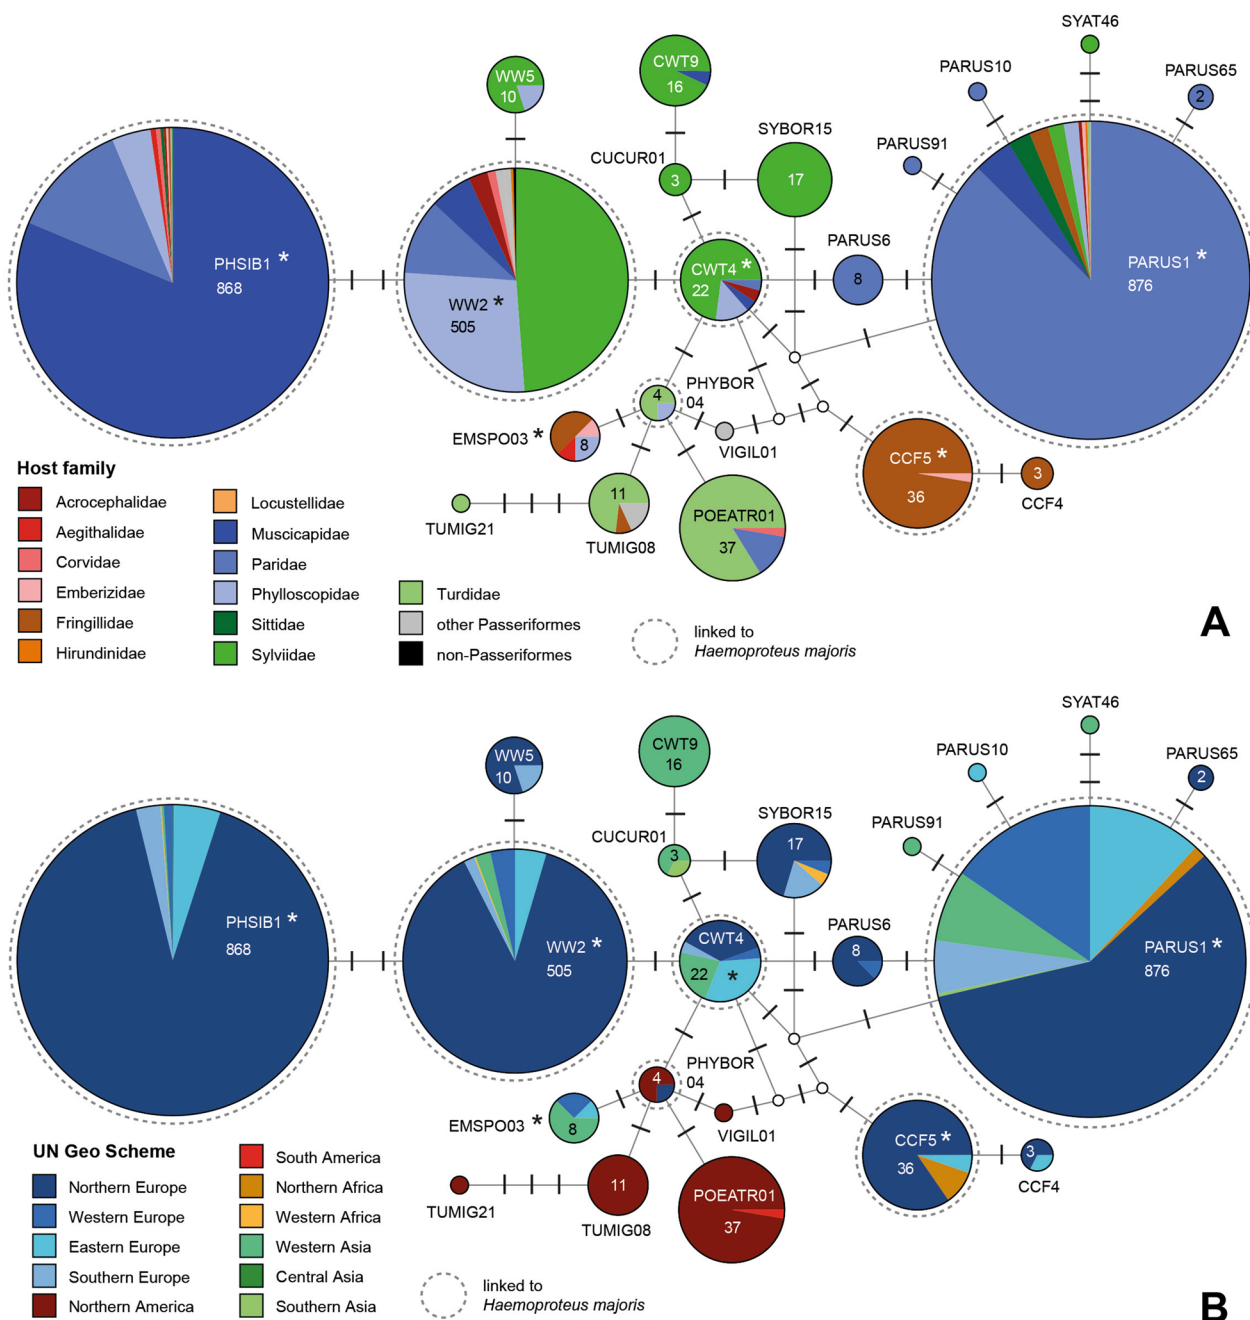 SYAT46
PARUS10
PARUS65
2
WW5
10
CWT9
16
SYBOR15
17
CUCUR01
3
PARUS91
PHSIB1 *
868
WW2 *
505
CWT4 *
22
PARUS6
8
PARUS1 *
876
PHYBOR
04
4
EMSPO03 *
8
VIGIL01
CCF5 *
36
3
CCF4
TUMIG21
11
TUMIG08
POEATR01
37
Host family
Acrocephalidae
Aegithalidae
Corvidae
Emberizidae
Fringillidae
Hirundinidae
Locustellidae
Muscicapidae
Paridae
Phylloscopidae
Sittidae
Sylviidae
Turdidae
other Passeriformes
non-Passeriformes
linked to
Haemoproteus majoris
A
SYAT46
PARUS10
PARUS65
2
WW5
10
CWT9
16
SYBOR15
17
CUCUR01
3
PARUS91
PHSIB1 *
868
WW2 *
505
CWT4
22 *
PARUS6
8
PARUS1 *
876
PHYBOR
04
4
EMSPO03 *
8
VIGIL01
CCF5 *
36
3
CCF4
TUMIG21
11
TUMIG08
POEATR01
37
UN Geo Scheme
Northern Europe
Western Europe
Eastern Europe
Southern Europe
Northern America
South America
Northern Africa
Western Africa
Western Asia
Central Asia
Southern Asia
linked to
Haemoproteus majoris
B